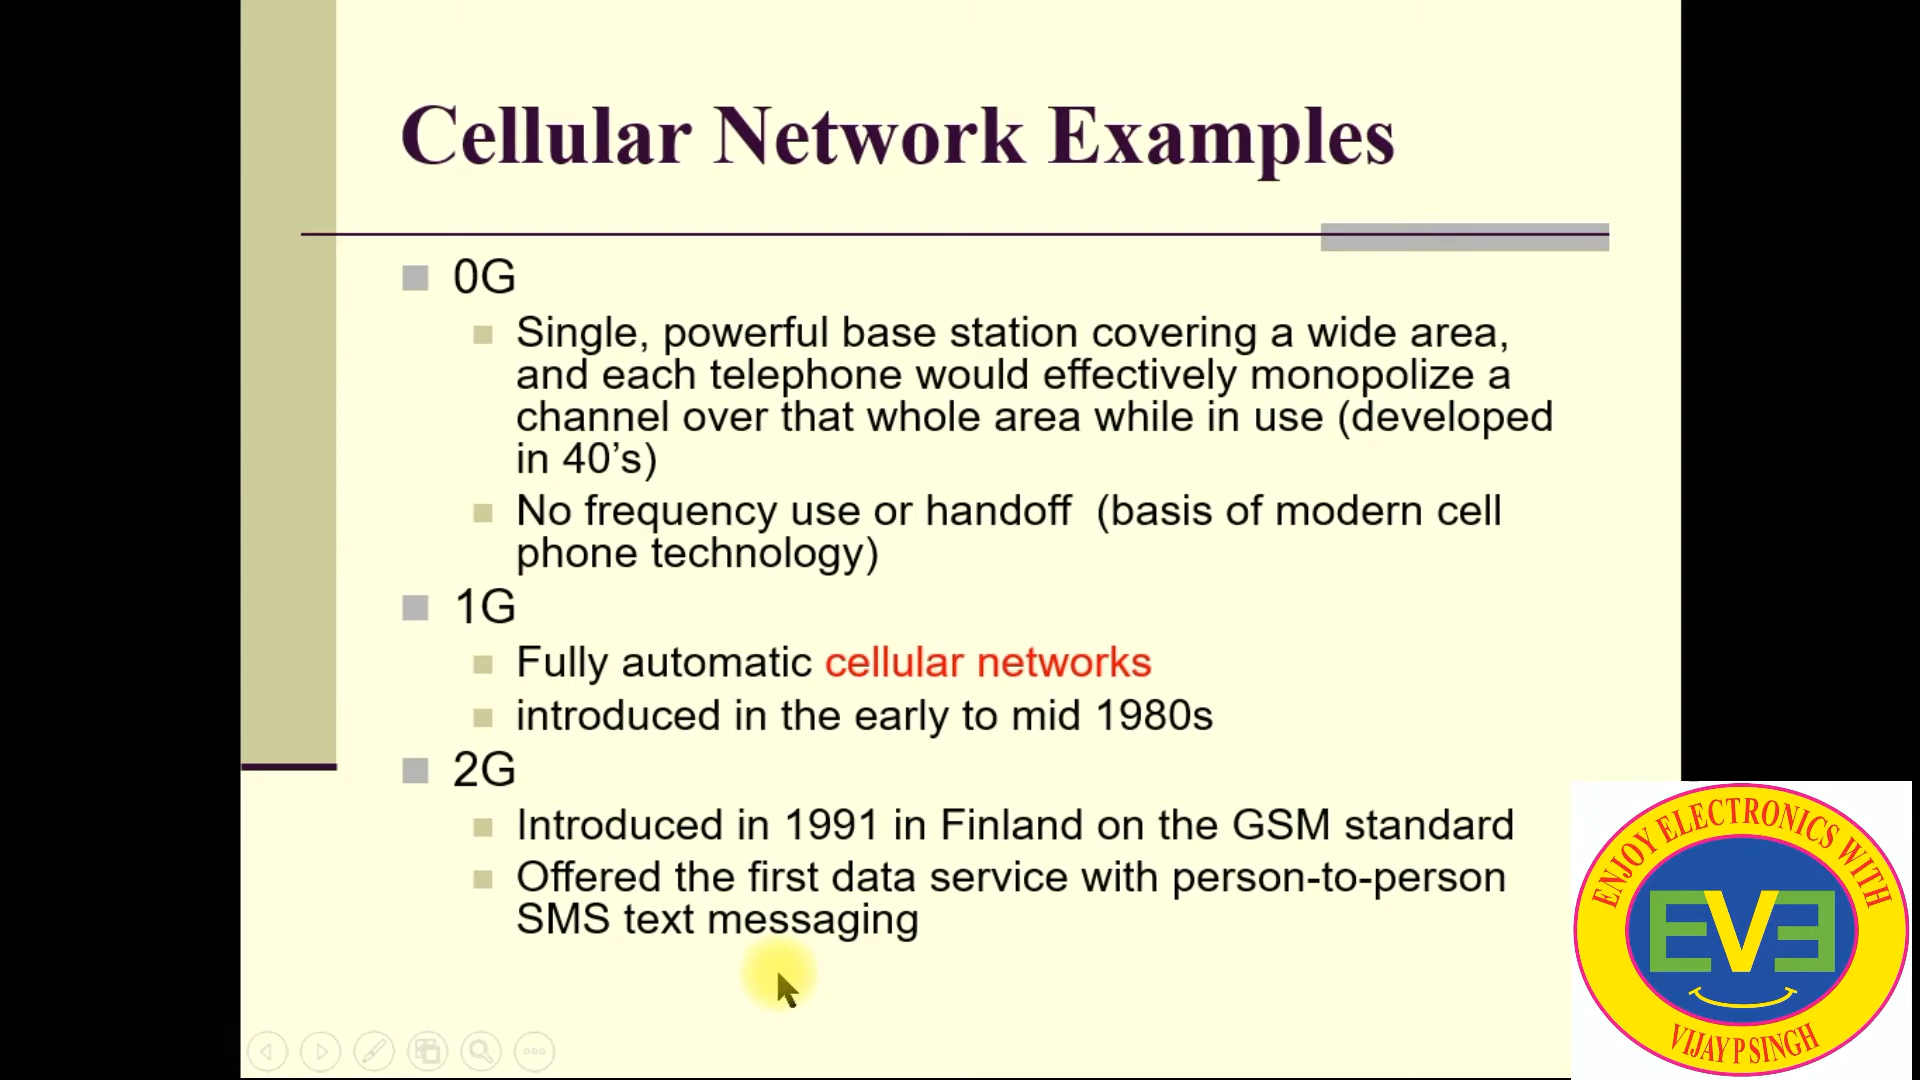 Cellular Network Examples
0G
Single, powerful base station covering a wide area,
and each telephone would effectively monopolize a
channel over that whole area while in use (developed
in 40’s)
No frequency use or handoff  (basis of modern cell
phone technology)
1G
Fully automatic cellular networks
introduced in the early to mid 1980s
2G
Introduced in 1991 in Finland on the GSM standard
Offered the first data service with person-to-person
SMS text messaging
ENJOY ELECTRONICS WITH
EVE
VIJAY P SINGH